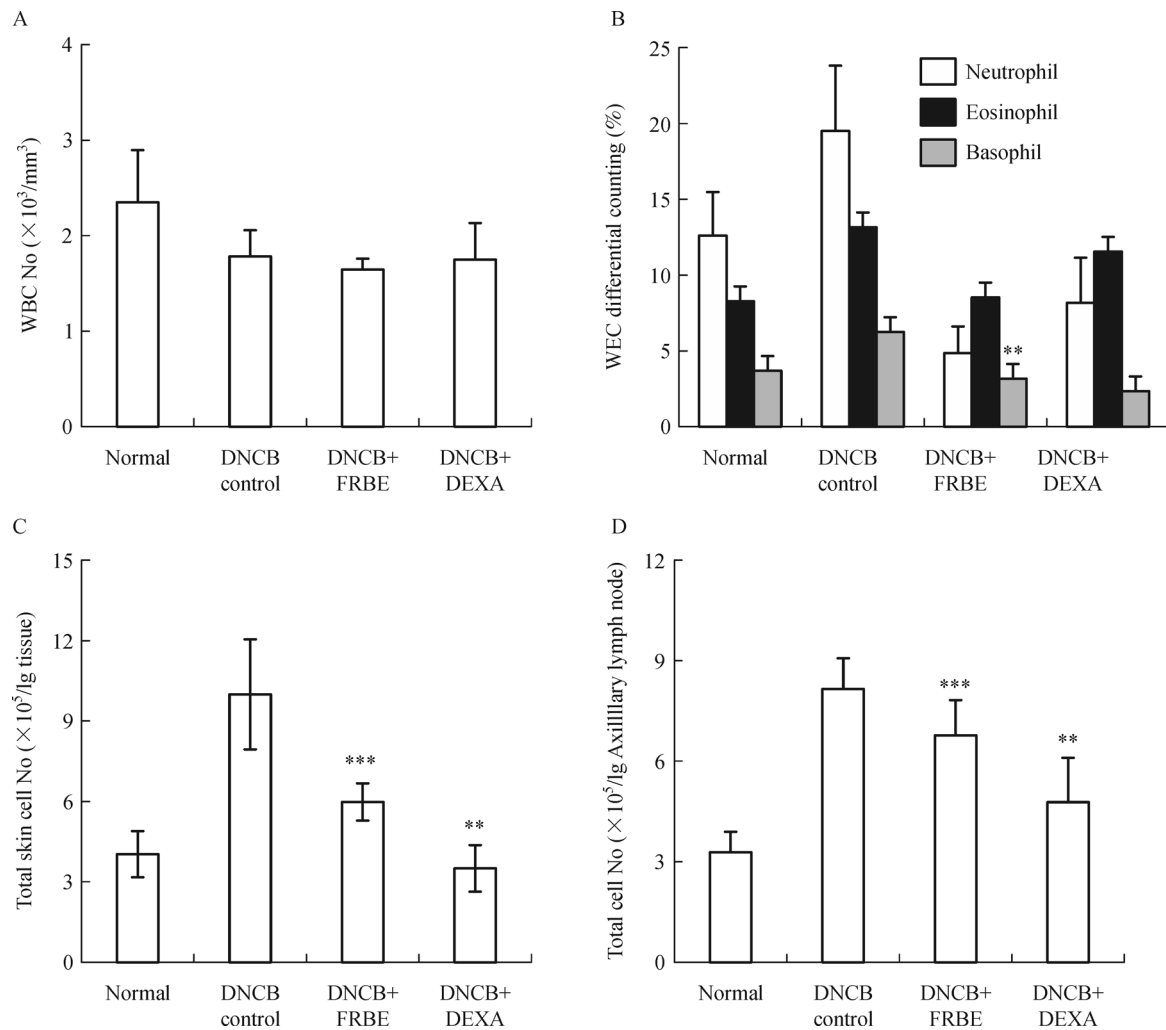 A
WBC No (×10³/mm³)
4
3
2
1
0
Normal
DNCB
control
DNCB+
FRBE
DNCB+
DEXA
B
WEC differential counting (%)
25
20
15
10
5
0
Neutrophil
Eosinophil
Basophil
**
Normal
DNCB
control
DNCB+
FRBE
DNCB+
DEXA
C
Total skin cell No (×10⁵/lg tissue)
15
12
9
6
3
0
***
**
Normal
DNCB
control
DNCB+
FRBE
DNCB+
DEXA
D
Total cell No (×10⁵/lg Axillllary lymph node)
12
9
6
3
0
***
**
Normal
DNCB
control
DNCB+
FRBE
DNCB+
DEXA